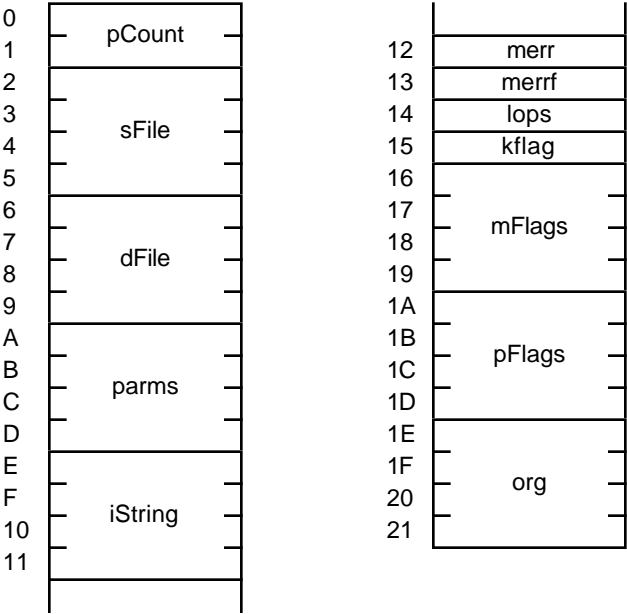 0
1
pCount
2
3
4
5
sFile
6
7
8
9
dFile
A
B
C
D
parms
E
F
10
11
iString
12 merr
13 merrf
14 lops
15 kflag
16
17
18
19
mFlags
1A
1B
1C
1D
pFlags
1E
1F
20
21
org